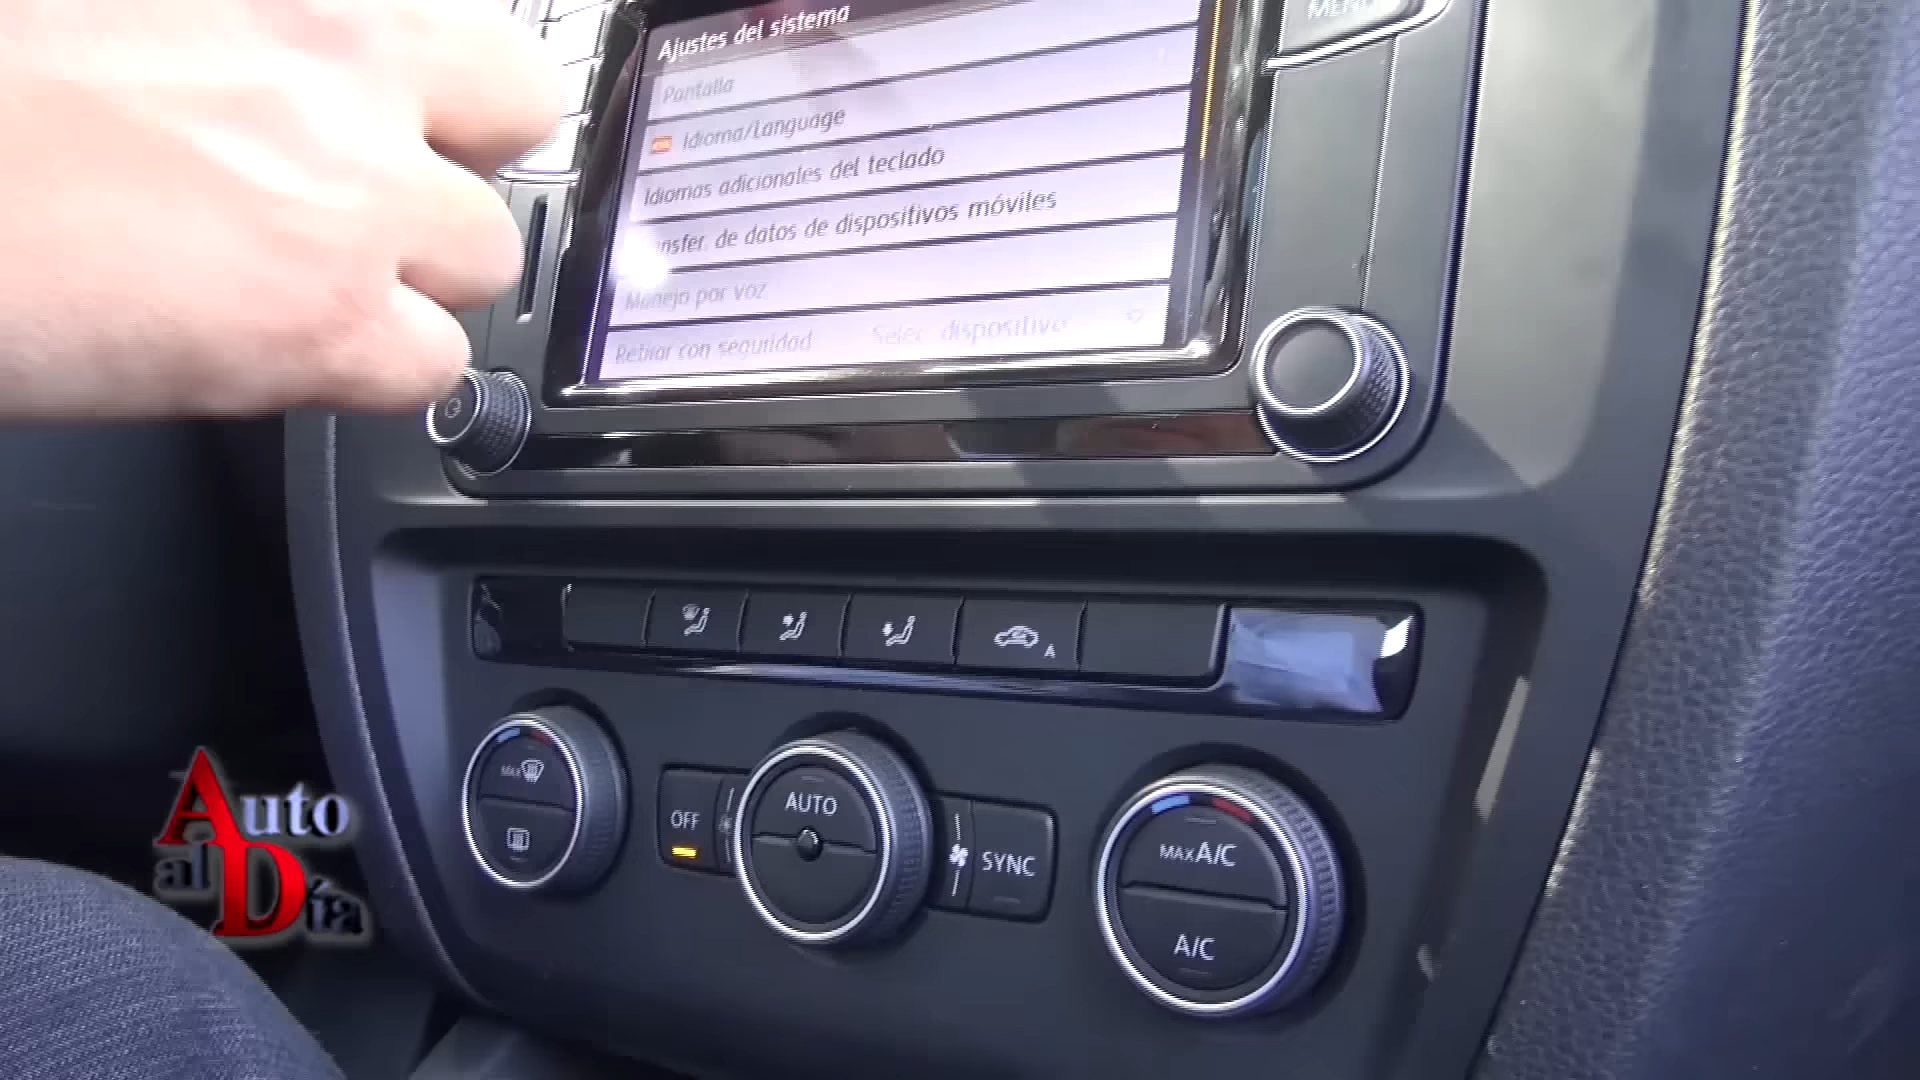 MENU
Ajustes del sistema
Pantalla
Idioma/Language
Idiomas adicionales del teclado
nsfer. de datos de dispositivos móviles
Manejo por voz
Retirar con seguridad Selec. dispositivo
A
MAX
OFF
AUTO
SYNC
MAX A/C
A/C
Auto
al Día